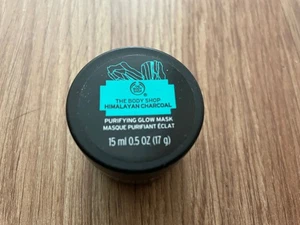 THE BODY SHOP
HIMALAYAN CHARCOAL
PURIFYING GLOW MASK
MASQUE PURIFIANT ÉCLAT
15 ml 0.5 OZ (17 g)